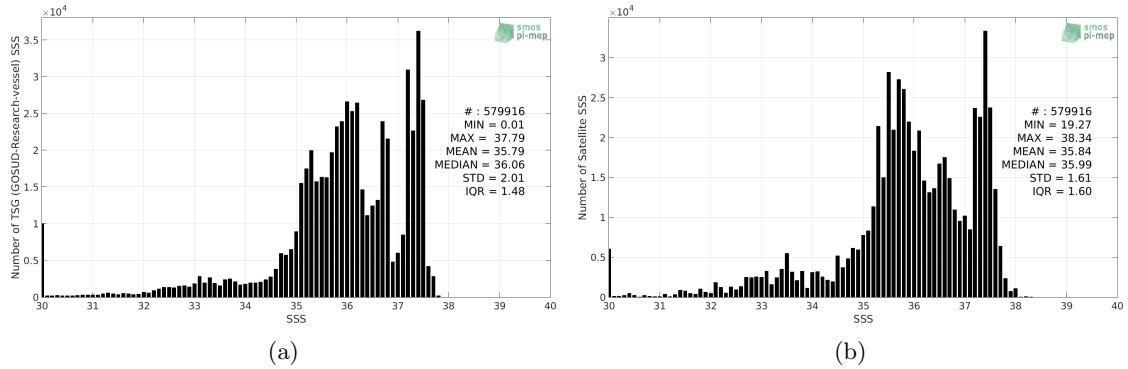 ×10⁴
smos
pi-mep
Number of TSG (GOSUD-Research-vessel) SSS
3.5
3
2.5
2
1.5
1
0.5
0
# : 579916
MIN = 0.01
MAX = 37.79
MEAN = 35.79
MEDIAN = 36.06
STD = 2.01
IQR = 1.48
30 31 32 33 34 35 36 37 38 39 40
SSS
(a)
×10⁴
smos
pi-mep
Number of Satellite SSS
3
2.5
2
1.5
1
0.5
0
# : 579916
MIN = 19.27
MAX = 38.34
MEAN = 35.84
MEDIAN = 35.99
STD = 1.61
IQR = 1.60
30 31 32 33 34 35 36 37 38 39 40
SSS
(b)